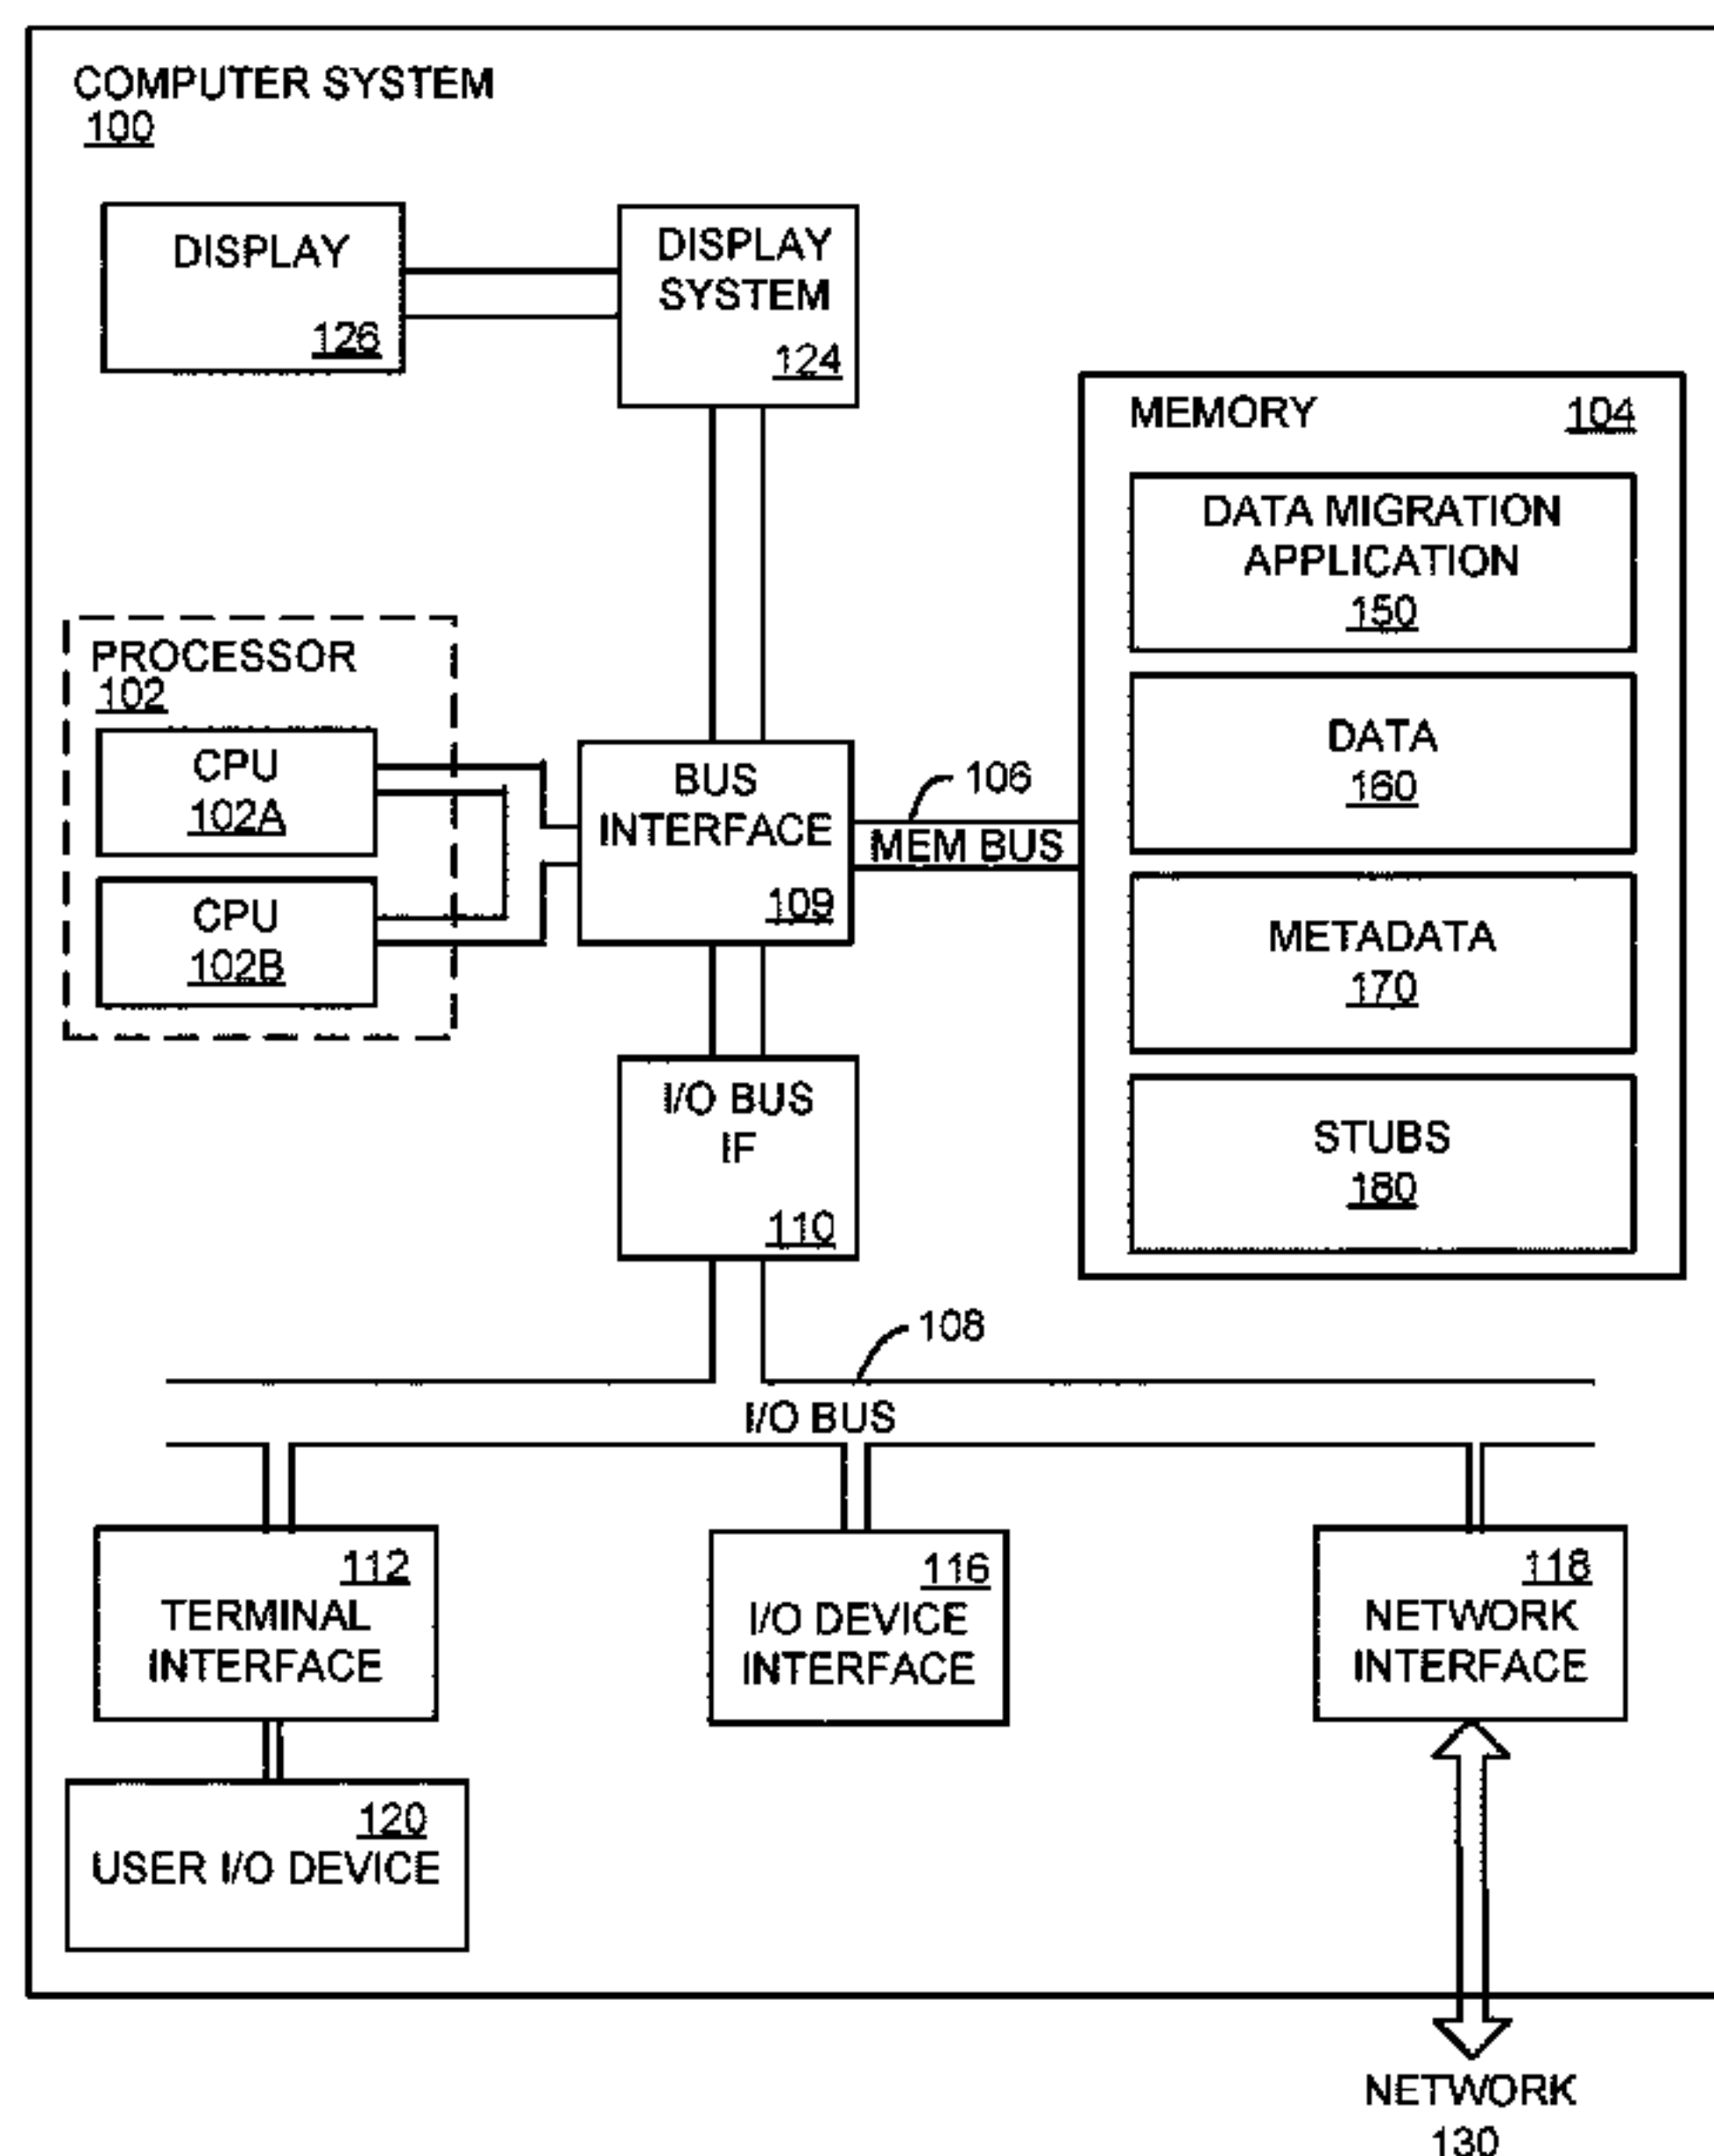 COMPUTER SYSTEM
100
DISPLAY
126
DISPLAY
SYSTEM
124
MEMORY 104
DATA MIGRATION
APPLICATION
150
DATA
160
METADATA
170
STUBS
180
PROCESSOR
102
CPU
102A
CPU
102B
BUS
INTERFACE
109
106
MEM BUS
I/O BUS
IF
110
108
I/O BUS
112
TERMINAL
INTERFACE
116
I/O DEVICE
INTERFACE
118
NETWORK
INTERFACE
120
USER I/O DEVICE
NETWORK
130